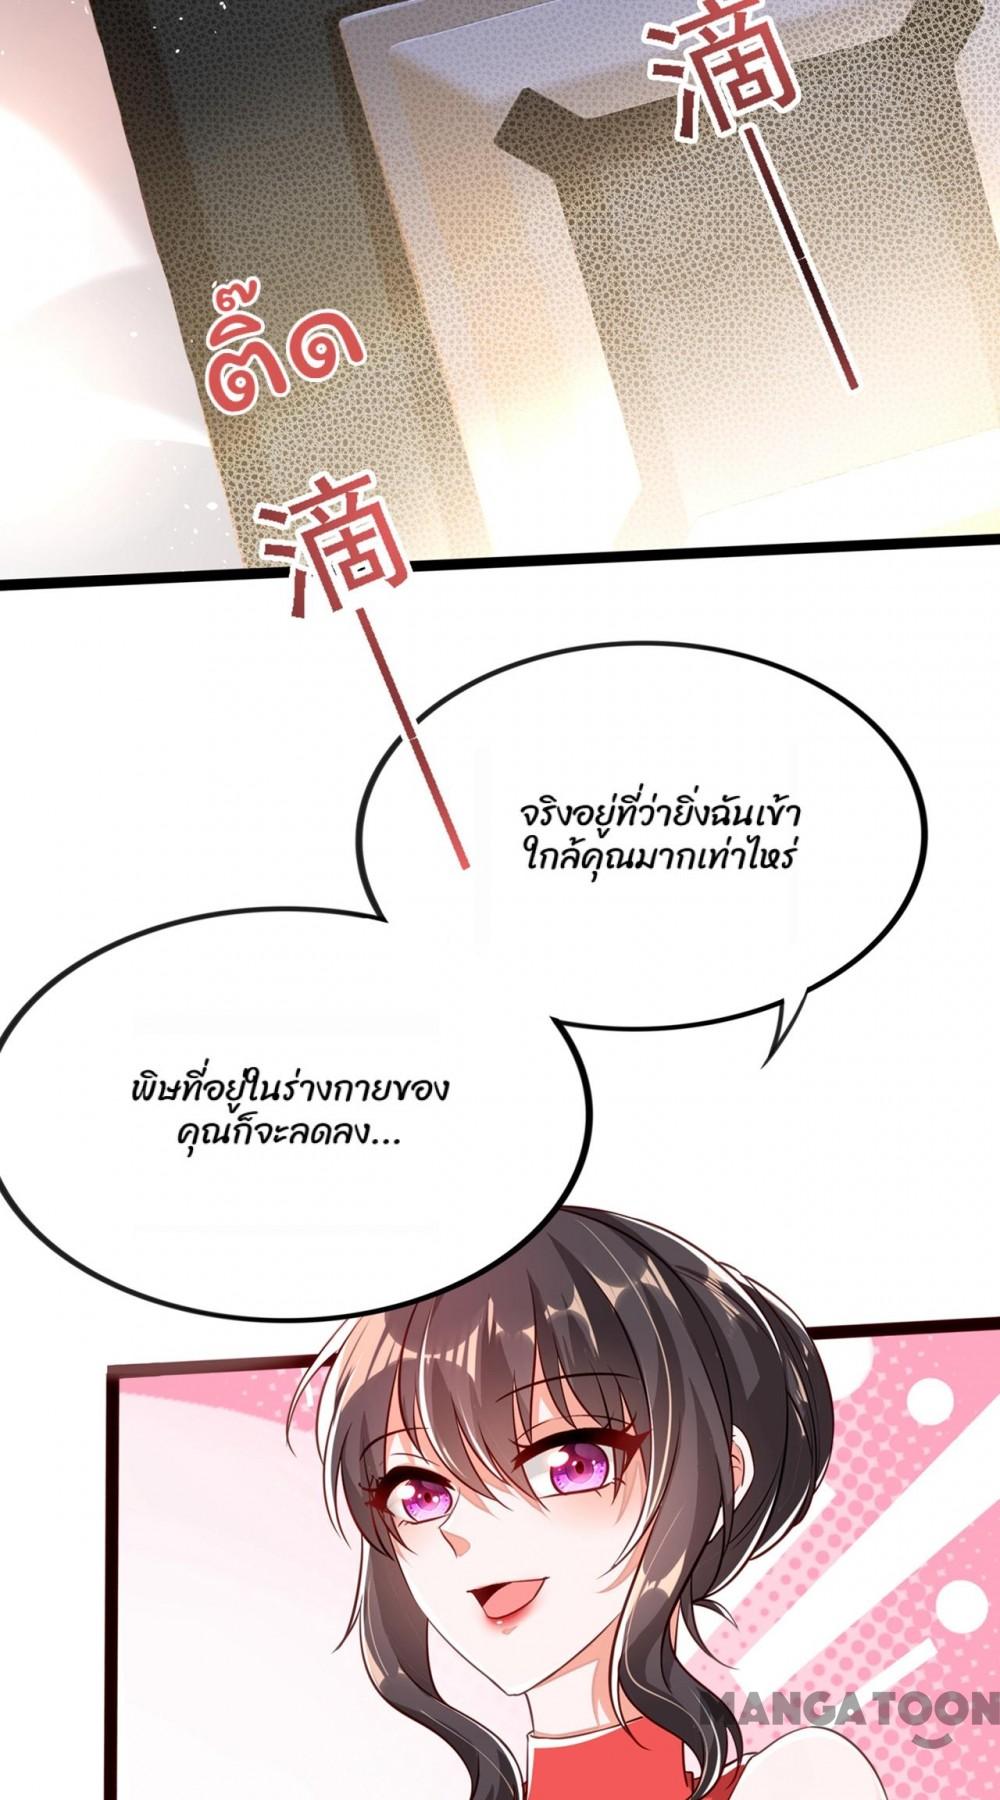 滴
ติ๊ด
滴
จริงอยู่ที่ว่ายิ่งฉันเข้า
ใกล้คุณมากเท่าไหร่
พิษที่อยู่ในร่างกายของ
คุณก็จะลดลง...
MANGATOON